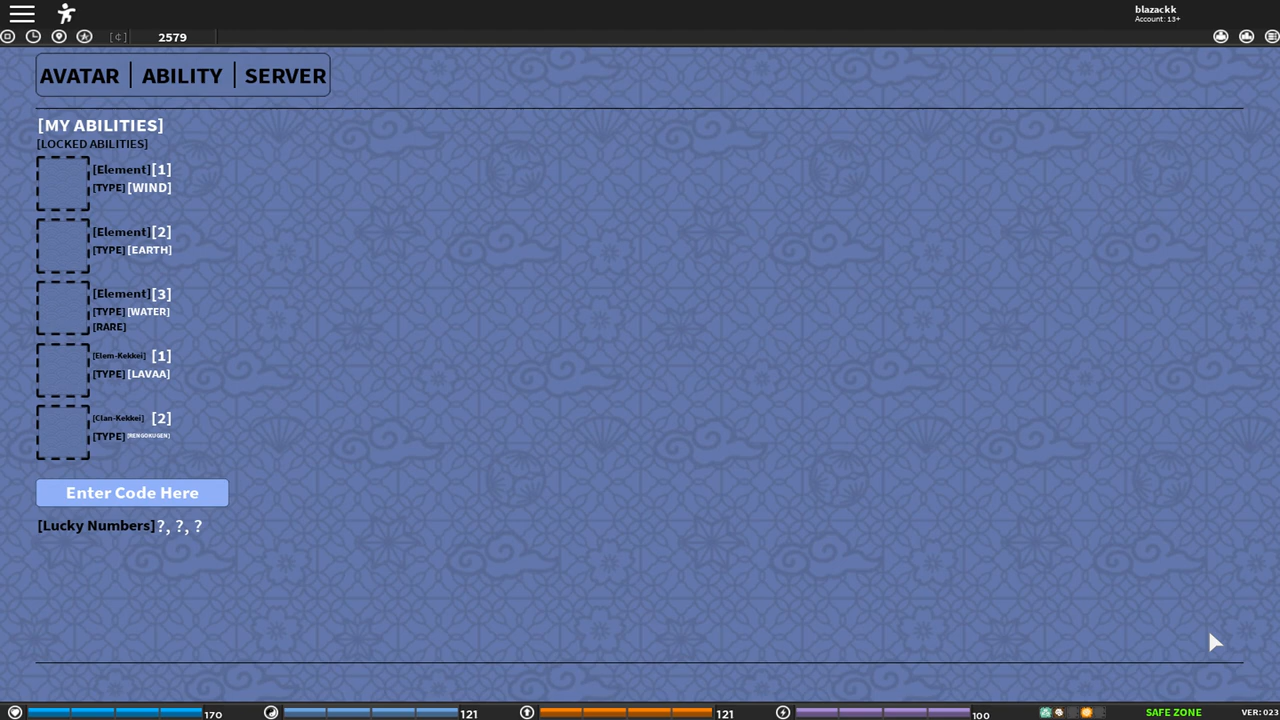 blazackk
Account: 13+
[¢] 2579
AVATAR | ABILITY | SERVER
[MY ABILITIES]
[LOCKED ABILITIES]
[Element] [1]
[TYPE] [WIND]
[Element] [2]
[TYPE] [EARTH]
[Element] [3]
[TYPE] [WATER]
[RARE]
[Elem-Kekkei] [1]
[TYPE] [LAVAA]
[Clan-Kekkei] [2]
[TYPE] [RENGOKUGEN]
Enter Code Here
[Lucky Numbers] ?, ?, ?
170 121 121 100 SAFE ZONE VER: 023